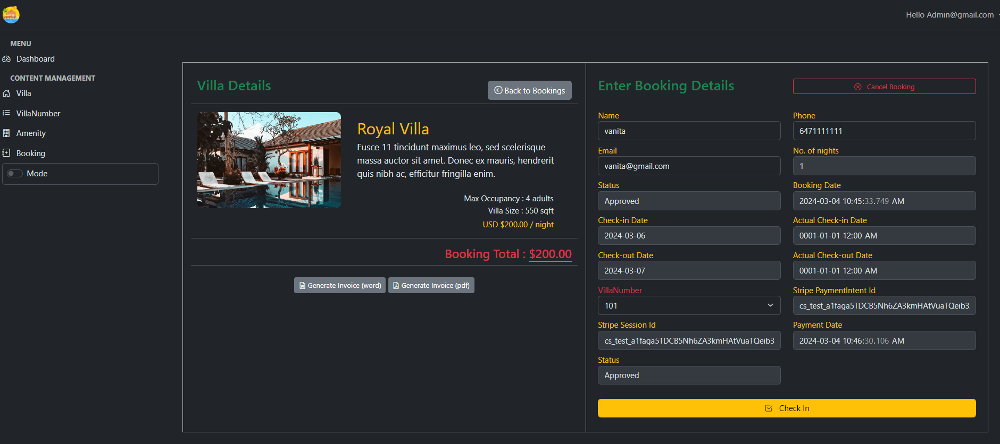 Hello Admin@gmail.com
MENU
Dashboard
CONTENT MANAGEMENT
Villa
VillaNumber
Amenity
Booking
Mode
Villa Details
Back to Bookings
Royal Villa
Fusce 11 tincidunt maximus leo, sed scelerisque
massa auctor sit amet. Donec ex mauris, hendrerit
quis nibh ac, efficitur fringilla enim.
Max Occupancy : 4 adults
Villa Size : 550 sqft
USD $200.00 / night
Booking Total : $200.00
Generate Invoice (word) Generate Invoice (pdf)
Enter Booking Details
Cancel Booking
Name Phone
vanita 6471111111
Email No. of nights
vanita@gmail.com 1
Status Booking Date
Approved 2024-03-04 10:45:33.749 AM
Check-in Date Actual Check-in Date
2024-03-06 0001-01-01 12:00 AM
Check-out Date Actual Check-out Date
2024-03-07 0001-01-01 12:00 AM
VillaNumber Stripe PaymentIntent Id
101 cs_test_a1faga5TDCB5Nh6ZA3kmHAtVuaTQeib3
Stripe Session Id Payment Date
cs_test_a1faga5TDCB5Nh6ZA3kmHAtVuaTQeib3 2024-03-04 10:46:30.106 AM
Status
Approved
Check In